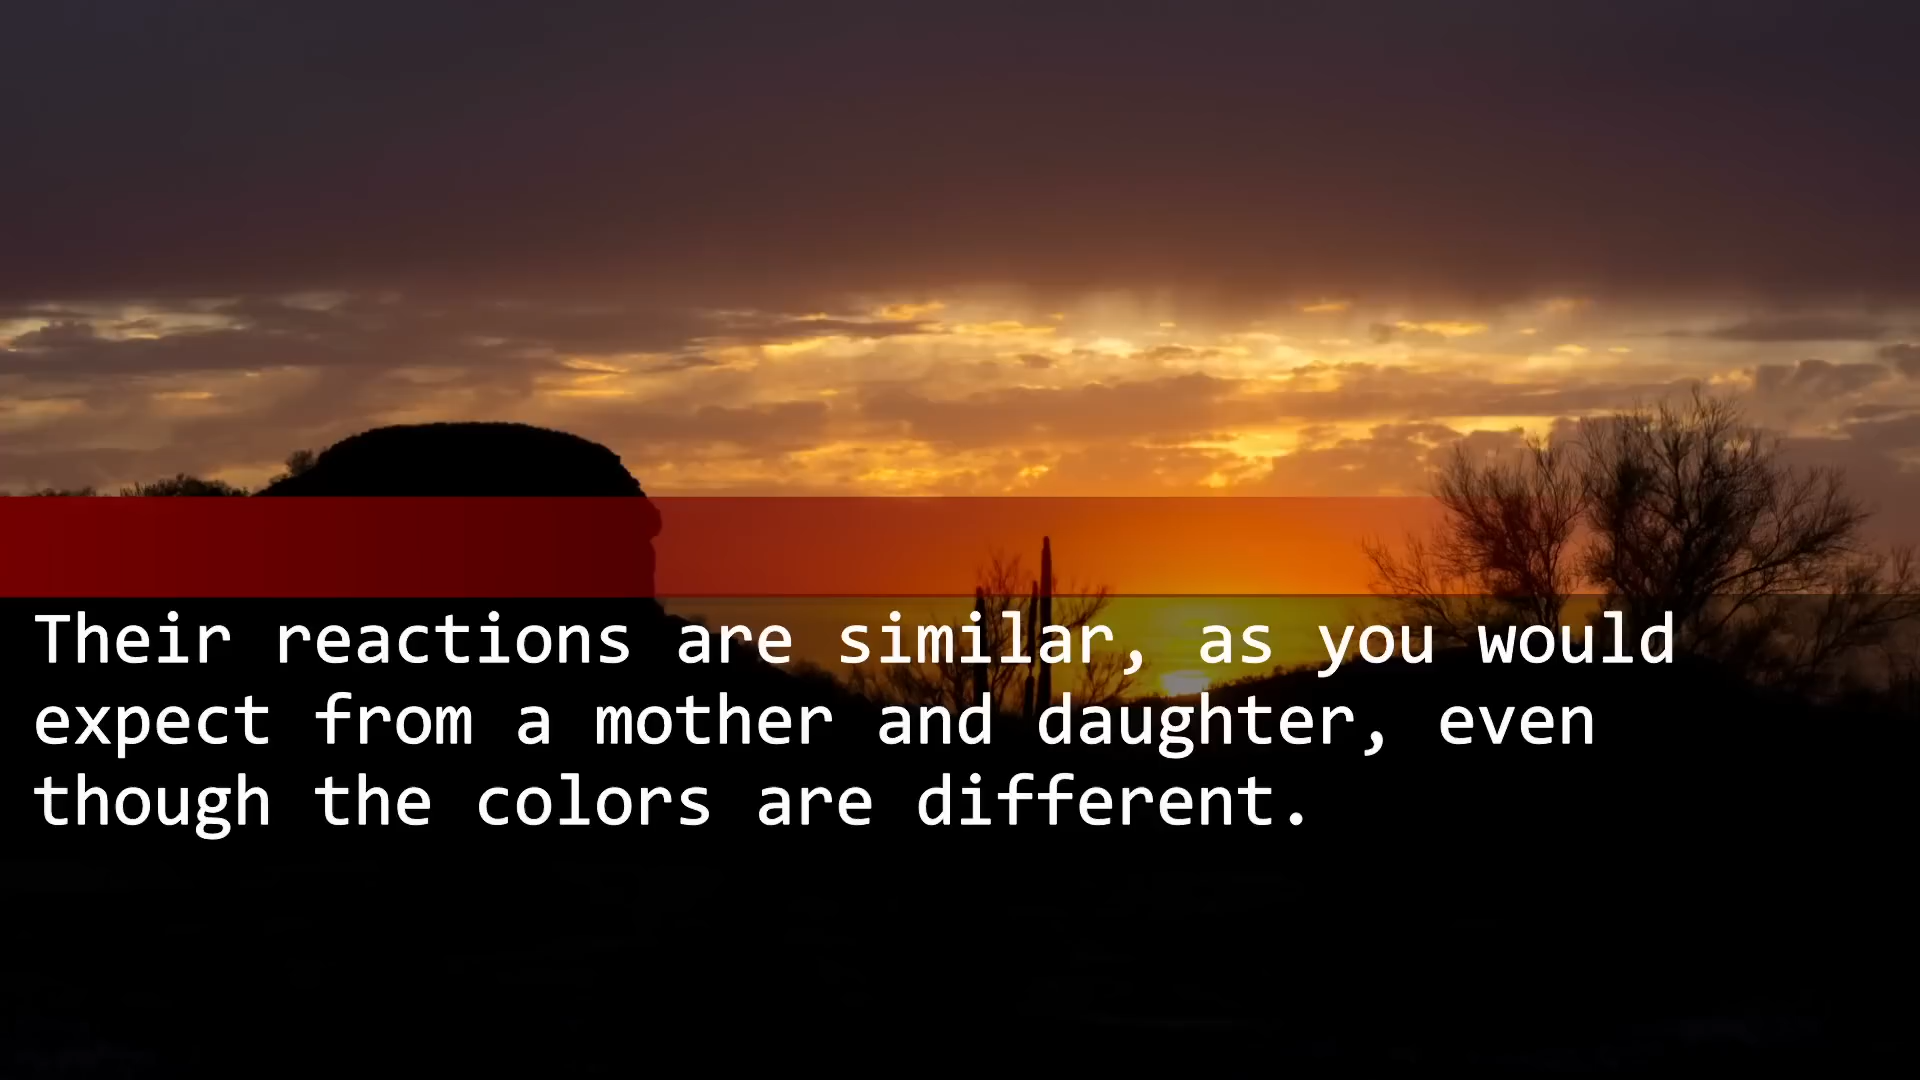 Their reactions are similar, as you would
expect from a mother and daughter, even
though the colors are different.